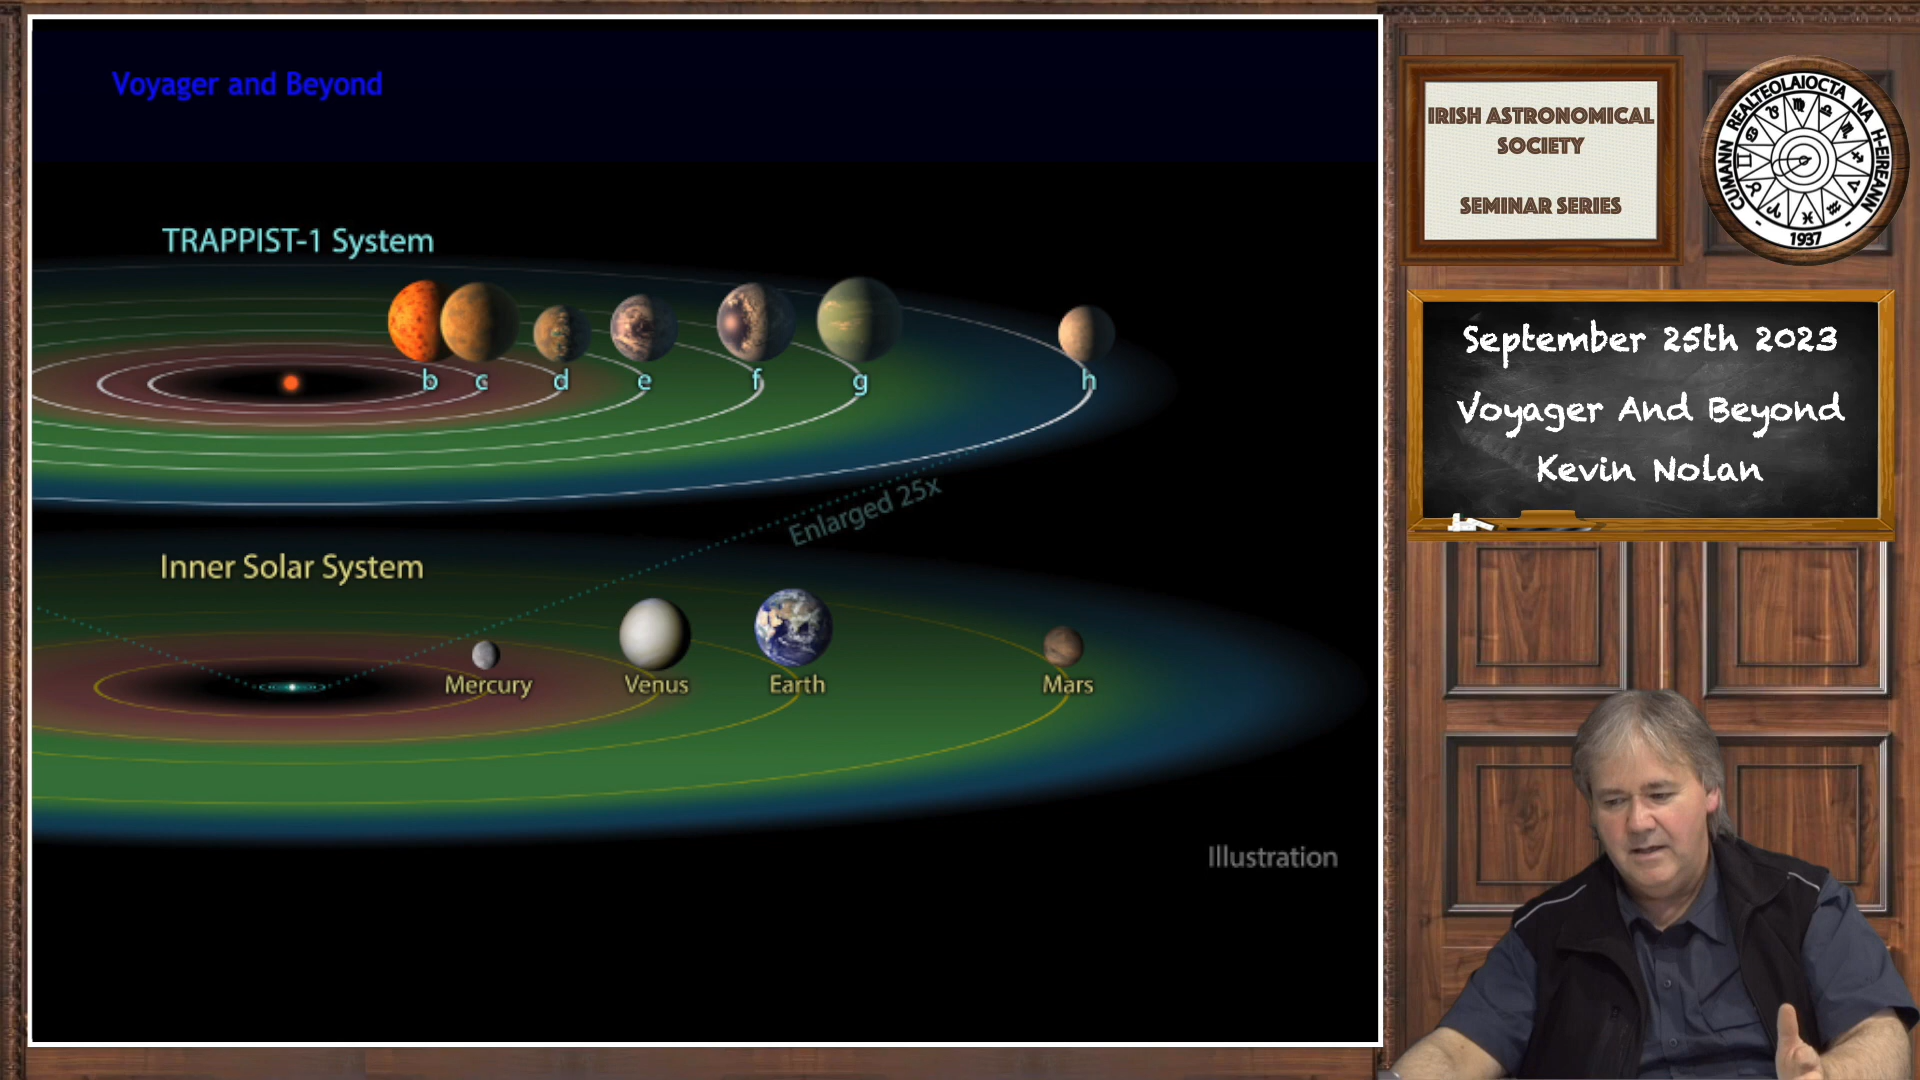 Voyager and Beyond
TRAPPIST-1 System
b c d e f g h
Enlarged 25x
Inner Solar System
Mercury Venus Earth Mars
Illustration
IRISH ASTRONOMICAL
SOCIETY
SEMINAR SERIES
CUMANN REALTEOLAIOCTA NA H-EIREANN
- 1937 -
September 25th 2023
Voyager And Beyond
Kevin Nolan